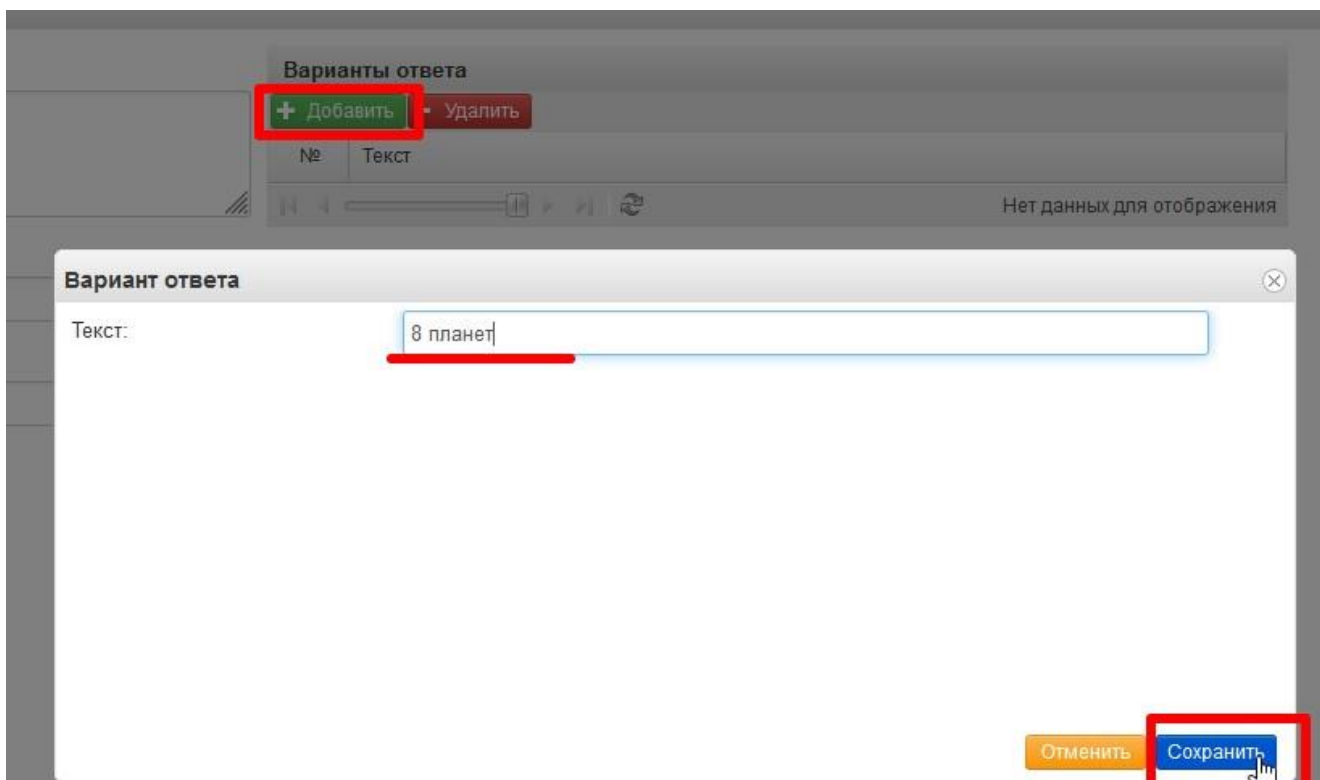 Варианты ответа
+ Добавить - Удалить
№ Текст
Нет данных для отображения
Вариант ответа
Текст: 8 планет
Отменить Сохранить